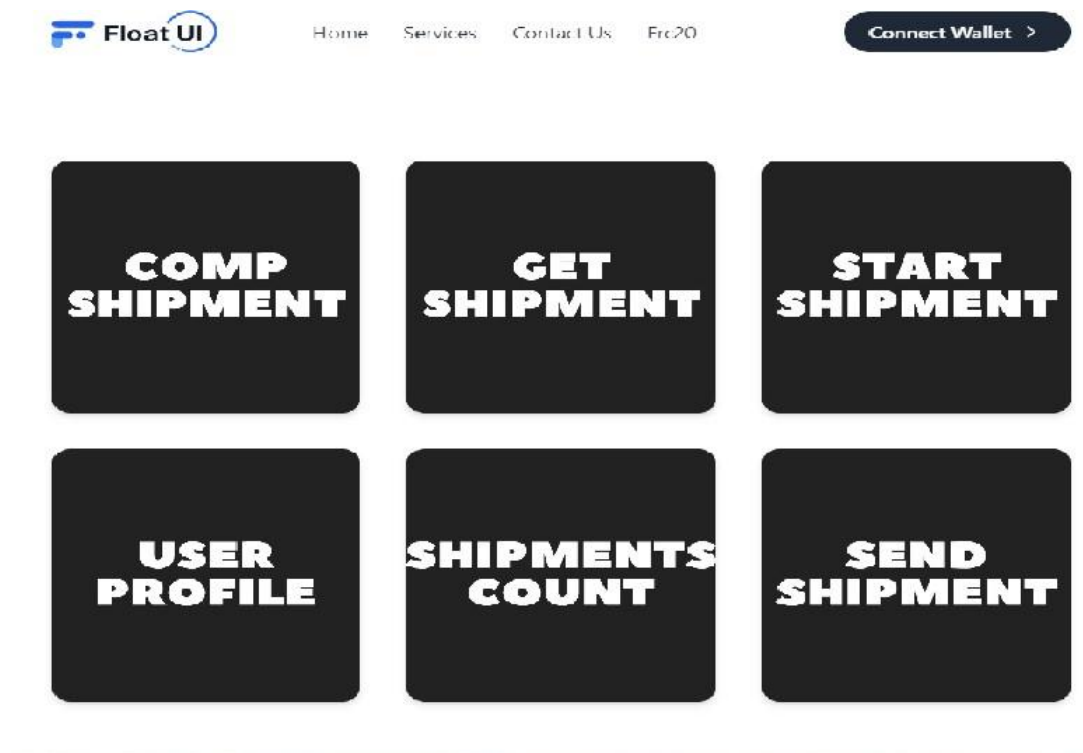 Float UI
Home Services Contact Us Erc20
Connect Wallet >
COMP
SHIPMENT
GET
SHIPMENT
START
SHIPMENT
USER
PROFILE
SHIPMENTS
COUNT
SEND
SHIPMENT